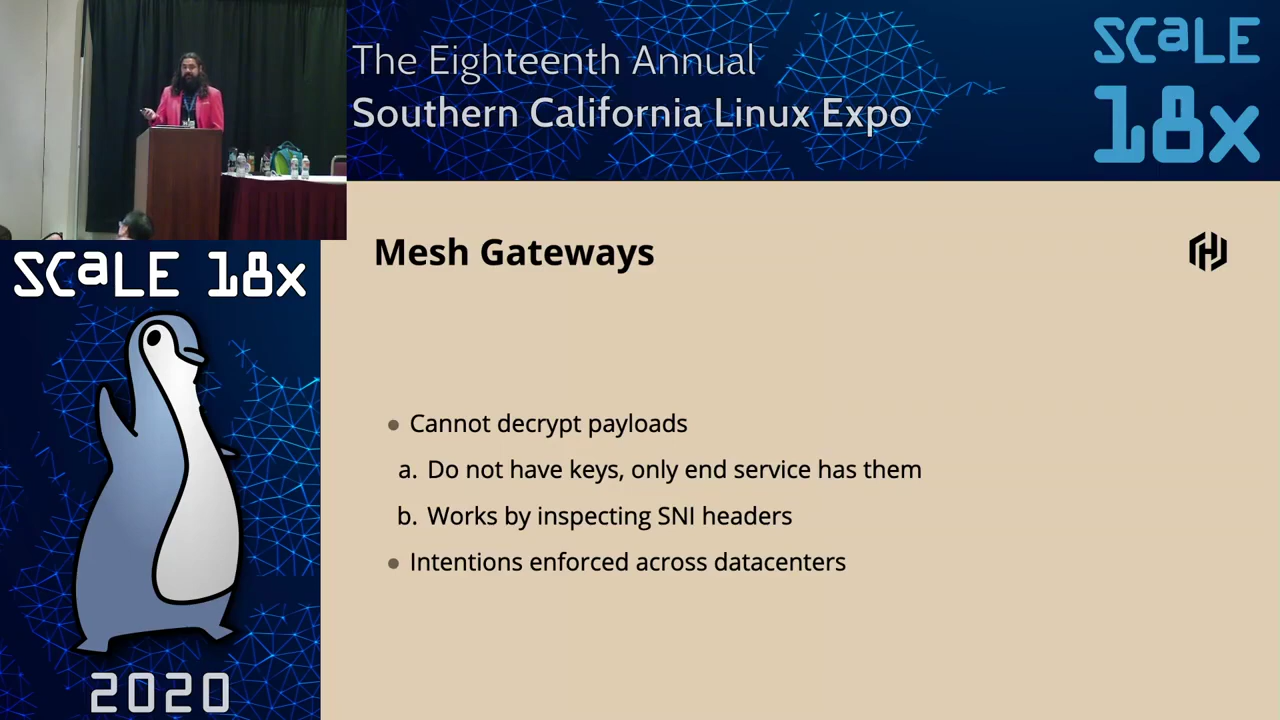 The Eighteenth Annual
Southern California Linux Expo
SCaLE
18x
SCaLE 18x
2020
Mesh Gateways
● Cannot decrypt payloads
a. Do not have keys, only end service has them
b. Works by inspecting SNI headers
● Intentions enforced across datacenters